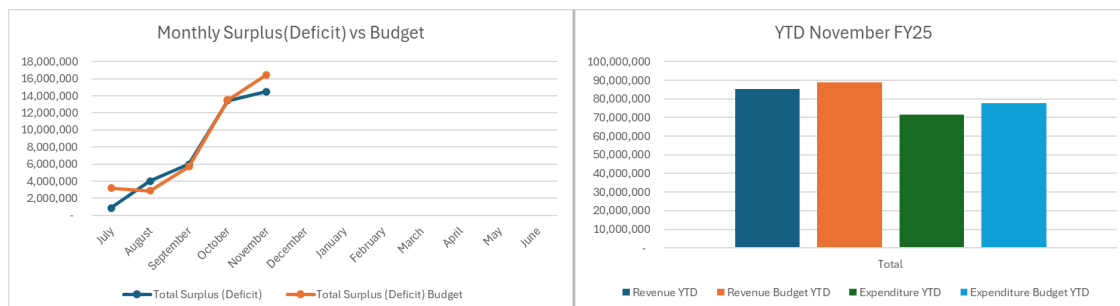 Monthly Surplus(Deficit) vs Budget
18,000,000
16,000,000
14,000,000
12,000,000
10,000,000
8,000,000
6,000,000
4,000,000
2,000,000
-
July
August
September
October
November
December
January
February
March
April
May
June
Total Surplus (Deficit)
Total Surplus (Deficit) Budget
YTD November FY25
100,000,000
90,000,000
80,000,000
70,000,000
60,000,000
50,000,000
40,000,000
30,000,000
20,000,000
10,000,000
-
Total
Revenue YTD
Revenue Budget YTD
Expenditure YTD
Expenditure Budget YTD